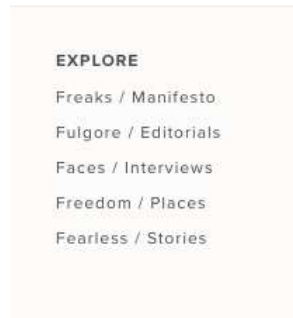 EXPLORE
Freaks / Manifesto
Fulgore / Editorials
Faces / Interviews
Freedom / Places
Fearless / Stories